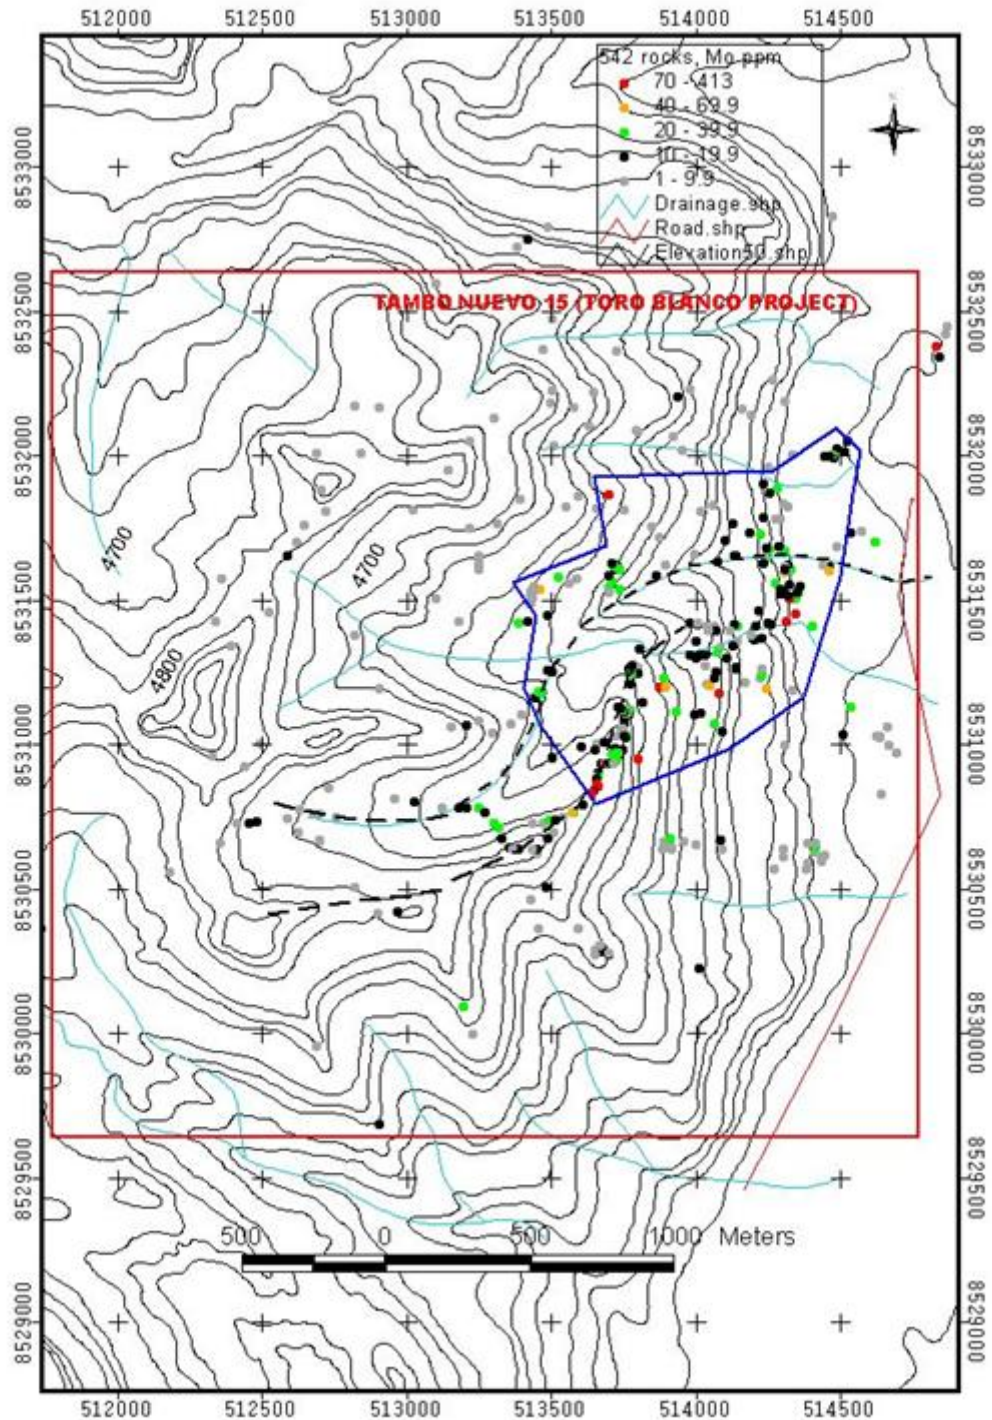 512000 512500 513000 513500 514000 514500
542 rocks, Mo ppm
70 - 413
40 - 69.9
20 - 39.9
10 - 19.9
1 - 9.9
Drainage.shp
Road.shp
Elevation50.shp
8533000
8533000
TAMBO NUEVO 15 (TORO BLANCO PROJECT)
8532500
8532500
8532000
8532000
4700
4700
8531500
8531500
4800
8531000
8531000
8530500
8530500
8530000
8530000
8529500
8529500
500 0 500 1000 Meters
8529000
8529000
512000 512500 513000 513500 514000 514500